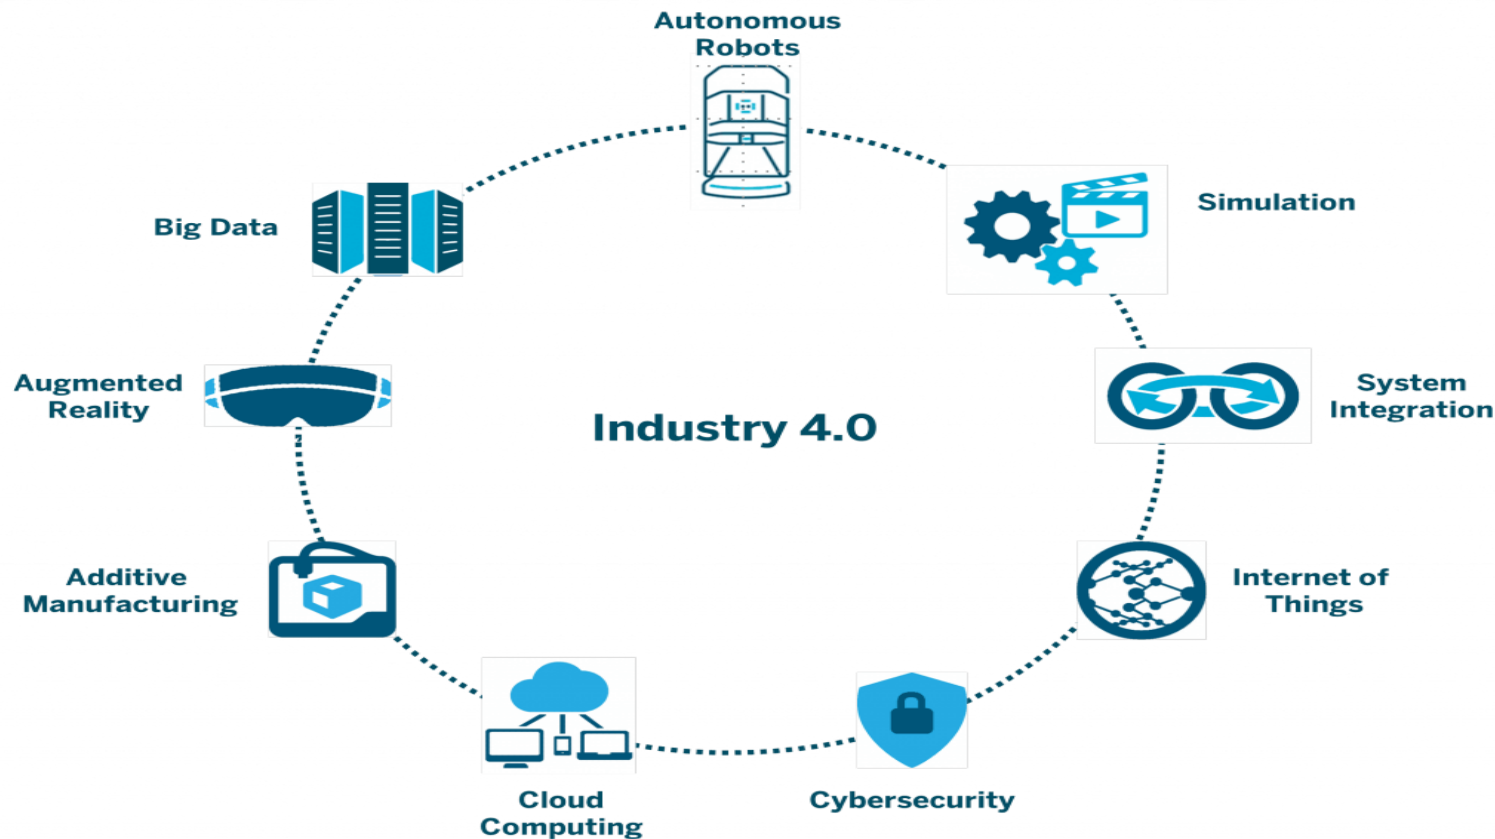 Autonomous
Robots
Big Data
Simulation
Augmented
Reality
System
Integration
Industry 4.0
Additive
Manufacturing
Internet of
Things
Cloud
Computing
Cybersecurity